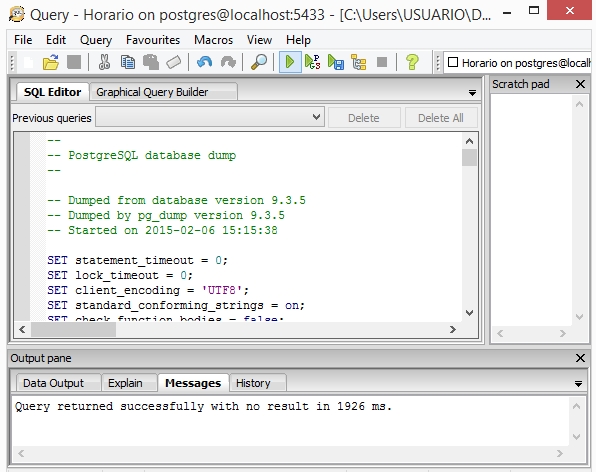 Query - Horario on postgres@localhost:5433 - [C:\Users\USUARIO\D...
File Edit Query Favourites Macros View Help
Horario on postgres@local
SQL Editor Graphical Query Builder
Scratch pad
Previous queries Delete Delete All
--
-- PostgreSQL database dump
--
-- Dumped from database version 9.3.5
-- Dumped by pg_dump version 9.3.5
-- Started on 2015-02-06 15:15:38
SET statement_timeout = 0;
SET lock_timeout = 0;
SET client_encoding = 'UTF8';
SET standard_conforming_strings = on;
SET check_function_bodies = false;
Output pane
Data Output Explain Messages History
Query returned successfully with no result in 1926 ms.